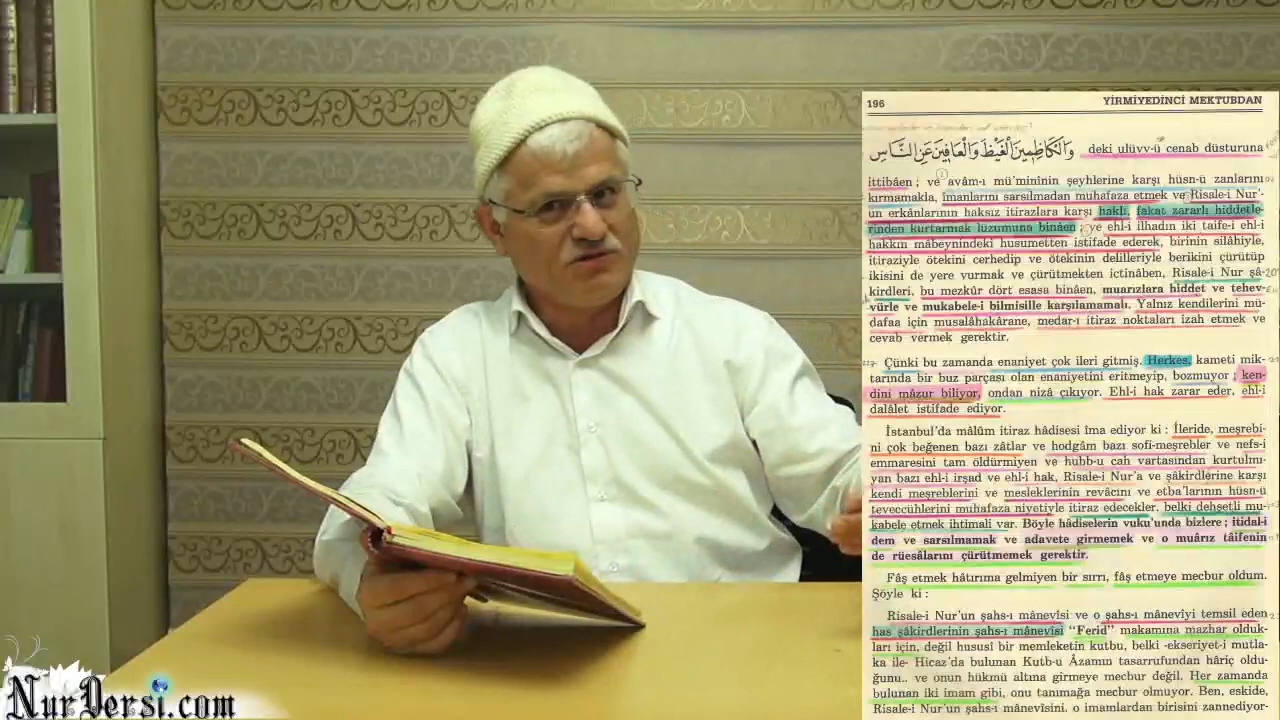 196 YİRMİYEDİNCİ MEKTUBDAN
وَالْكَاظِمِينَ الْغَيْظَ وَالْعَافِينَ عَنِ النَّاسِ deki ulüvv-ü cenab düsturuna
ittibâen ; ve avâm-ı mü'mininin şeyhlerine karşı hüsn-ü zanlarını
kırmamakla, imanlarını sarsılmadan muhafaza etmek ve Risale-i Nur'-
un erkânlarının haksız itirazlara karşı haklı, fakat zararlı hiddetle-
rinden kurtarmak lüzumuna binâen ; ve ehl-i ilhadın iki taife-i ehl-i
hakkın mâbeynindeki husumetten istifade ederek, birinin silâhiyle,
itiraziyle ötekini cerhedip ve ötekinin delilleriyle berikini çürütüp
ikisini de yere vurmak ve çürütmekten ictinâben, Risale-i Nur şâ-
kirdleri, bu mezkûr dört esasa binâen, muarızlara hiddet ve tehev-
vürle ve mukabele-i bilmisille karşılamamalı. Yalnız kendilerini mü-
dafaa için musalâhakârane, medar-ı itiraz noktaları izah etmek ve
cevab vermek gerektir.
Çünki bu zamanda enaniyet çok ileri gitmiş. Herkes, kameti mik-
tarında bir buz parçası olan enaniyetini eritmeyip, bozmuyor ; ken-
dini mâzur biliyor, ondan nizâ çıkıyor. Ehl-i hak zarar eder, ehl-i
dalâlet istifade ediyor.
İstanbul'da mâlûm itiraz hâdisesi îma ediyor ki : İleride, meşrebi-
ni çok beğenen bazı zâtlar ve hodgâm bazı sofi-meşrebler ve nefs-i
emmaresini tam öldürmiyen ve hubb-u cah vartasından kurtulmı-
yan bazı ehl-i irşad ve ehl-i hak, Risale-i Nur'a ve şâkirdlerine karşı
kendi meşreblerini ve mesleklerinin revâcını ve etba'larının hüsn-ü
teveccühlerini muhafaza niyetiyle itiraz edecekler. belki dehşetli mu-
kabele etmek ihtimali var. Böyle hâdiselerin vuku'unda bizlere ; itidal-i
dem ve sarsılmamak ve adavete girmemek ve o muârız tâifenin
de rüesâlarını çürütmemek gerektir.
Fâş etmek hâtırıma gelmiyen bir sırrı, fâş etmeye mecbur oldum.
Şöyle ki :
Risale-i Nur'un şahs-ı mânevîsi ve o şahs-ı mânevîyi temsil eden
has şâkirdlerinin şahs-ı mânevîsi "Ferid" makamına mazhar olduk-
ları için, değil hususî bir memleketin kutbu, belki -ekseriyet-i mutla-
ka ile- Hicaz'da bulunan Kutb-u Âzamın tasarrufundan hâriç oldu-
ğunu.. ve onun hükmü altına girmeye mecbur değil. Her zamanda
bulunan iki imam gibi, onu tanımağa mecbur olmuyor. Ben, eskide,
Risale-i Nur'un şahs-ı mânevîsini. o imamlardan birisi zannediyor-
NurDersi.com